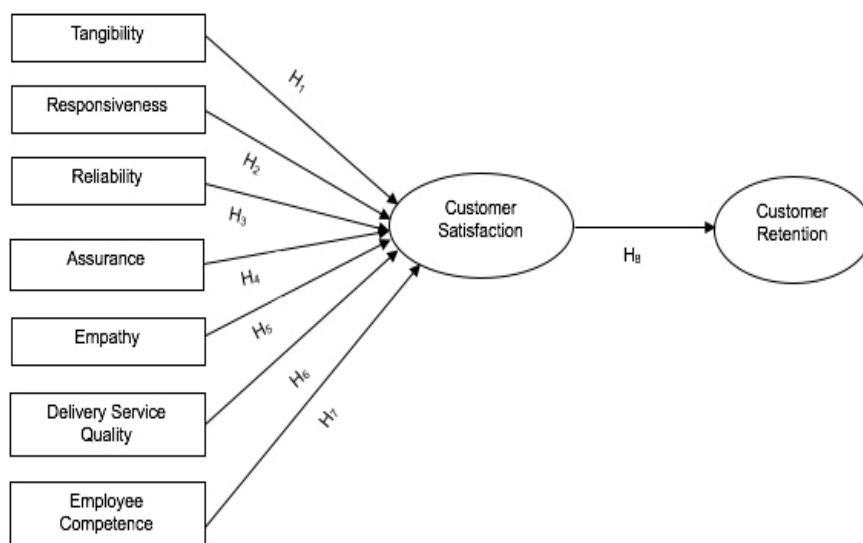 Tangibility
H₁
Responsiveness
H₂
Reliability
H₃
Assurance
H₄
Empathy
H₅
Delivery Service
Quality
H₆
Employee
Competence
H₇
Customer
Satisfaction
H₈
Customer
Retention